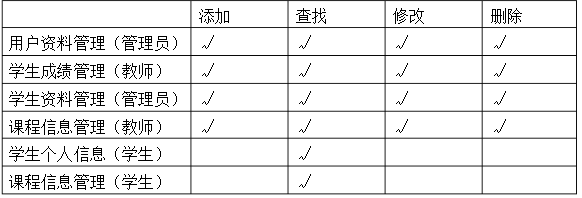 添加 查找 修改 删除
用户资料管理（管理员） √ √ √ √
学生成绩管理（教师） √ √ √ √
学生资料管理（管理员） √ √ √ √
课程信息管理（教师） √ √ √ √
学生个人信息（学生） √
课程信息管理（学生） √